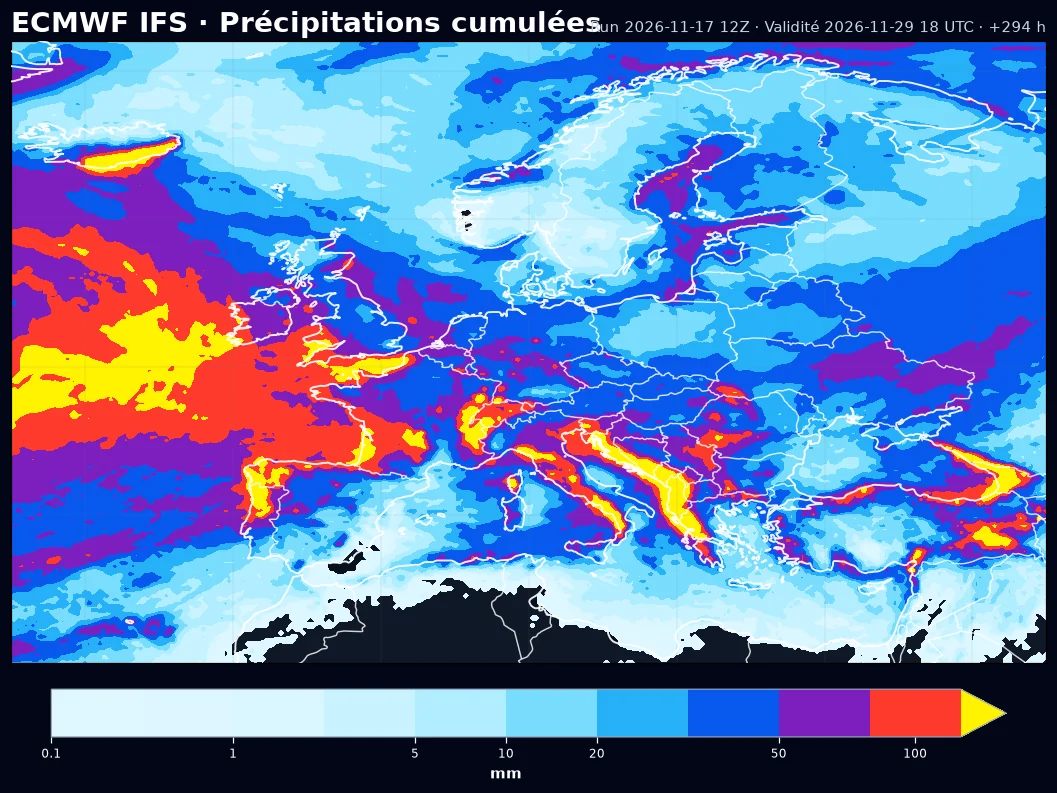 ECMWF IFS · Précipitations cumulées
Run 2026-11-17 12Z · Validité 2026-11-29 18 UTC · +294 h
0.1 1 5 10 20 50 100
mm